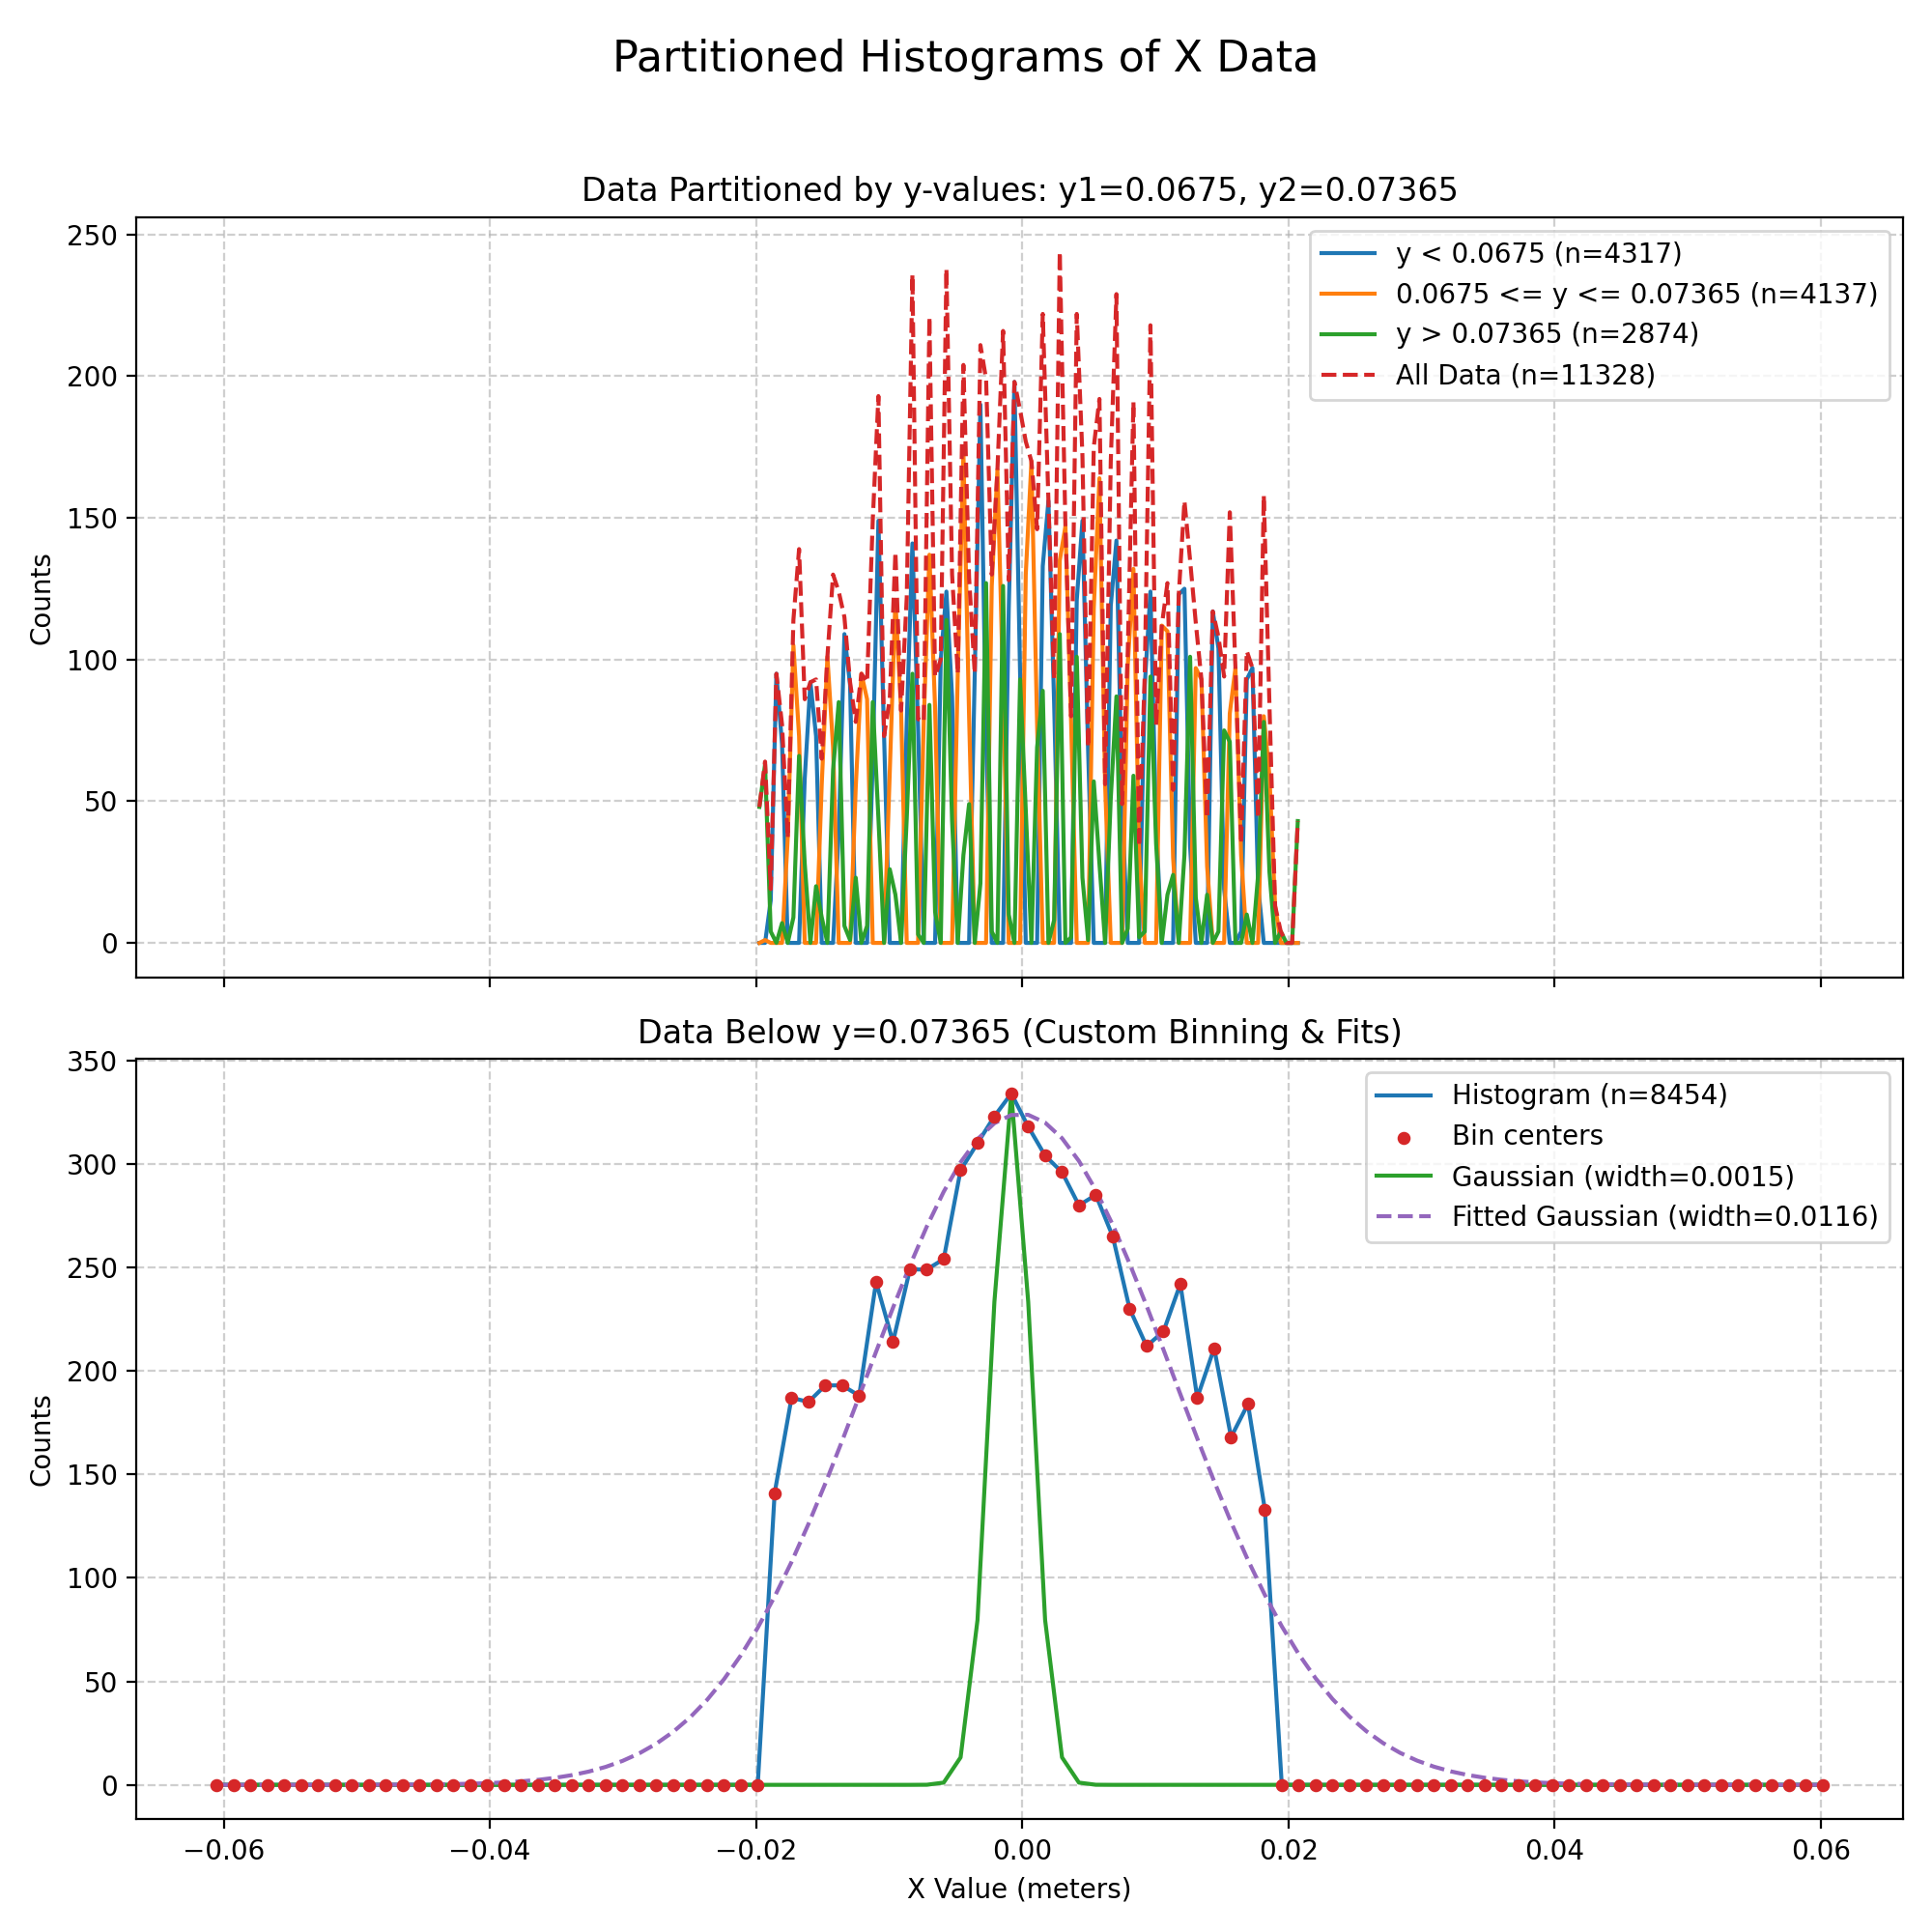 Partitioned Histograms of X Data
Data Partitioned by y-values: y1=0.0675, y2=0.07365
250
200
150
100
50
0
Counts
y < 0.0675 (n=4317)
0.0675 <= y <= 0.07365 (n=4137)
y > 0.07365 (n=2874)
All Data (n=11328)
Data Below y=0.07365 (Custom Binning & Fits)
350
300
250
200
150
100
50
0
Counts
Histogram (n=8454)
Bin centers
Gaussian (width=0.0015)
Fitted Gaussian (width=0.0116)
−0.06
−0.04
−0.02
0.00
0.02
0.04
0.06
X Value (meters)